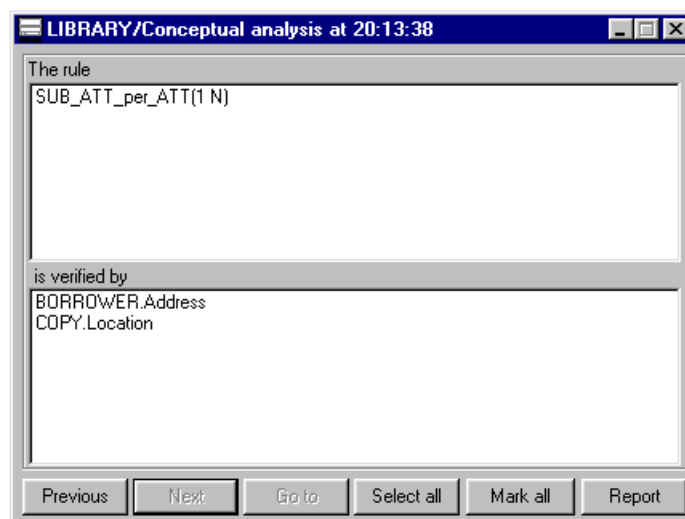 LIBRARY/Conceptual analysis at 20:13:38
The rule
SUB_ATT_per_ATT(1 N)
is verified by
BORROWER.Address
COPY.Location
Previous Next Go to Select all Mark all Report